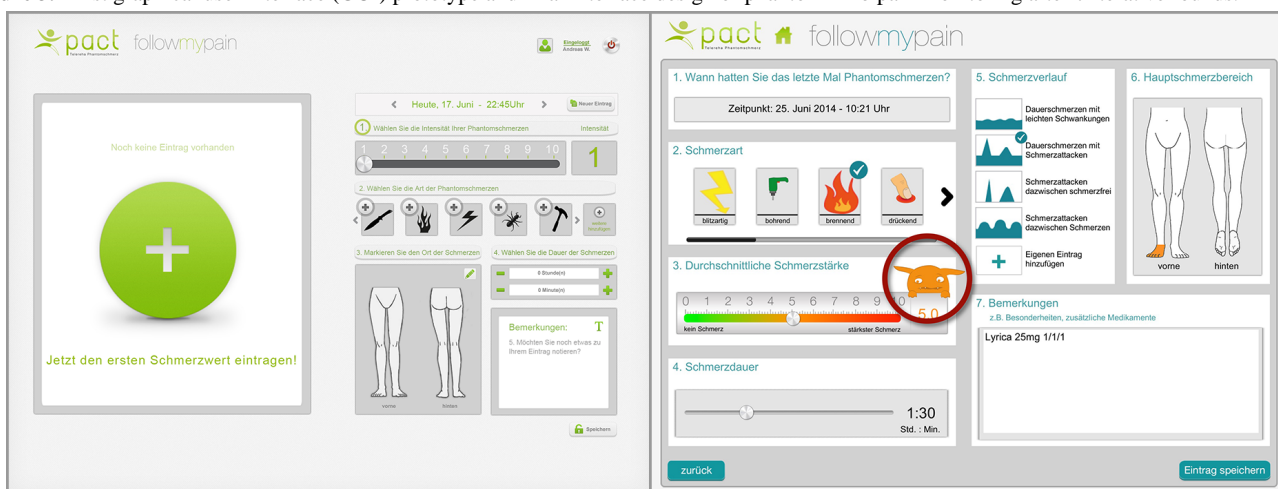 pact followmypain
Telereha Phantomschmerz
Eingeloggt
Andreas W.
Noch keine Eintrag vorhanden
Jetzt den ersten Schmerzwert eintragen!
Heute, 17. Juni - 22:45Uhr
Neuer Eintrag
1 Wählen Sie die Intensität Ihrer Phantomschmerzen
Intensität
1 2 3 4 5 6 7 8 9 10
1
2. Wählen Sie die Art der Phantomschmerzen
3. Markieren Sie den Ort der Schmerzen
4. Wählen Sie die Dauer der Schmerzen
0 Stunde(n)
0 Minute(n)
vorne hinten
Bemerkungen: T
5. Möchten Sie noch etwas zu
Ihrem Eintrag notieren?
Speichern
pact followmypain
Telereha Phantomschmerz
1. Wann hatten Sie das letzte Mal Phantomschmerzen?
Zeitpunkt: 25. Juni 2014 - 10:21 Uhr
2. Schmerzart
blitzartig bohrend brennend drückend
3. Durchschnittliche Schmerzstärke
0 1 2 3 4 5 6 7 8 9 10
5.0
kein Schmerz stärkster Schmerz
4. Schmerzdauer
1:30
Std. : Min.
5. Schmerzverlauf
Dauerschmerzen mit
leichten Schwankungen
Dauerschmerzen mit
Schmerzattacken
Schmerzattacken
dazwischen schmerzfrei
Schmerzattacken
dazwischen Schmerzen
Eigenen Eintrag
hinzufügen
6. Hauptschmerzbereich
vorne hinten
7. Bemerkungen
z.B. Besonderheiten, zusätzliche Medikamente
Lyrica 25mg 1/1/1
zurück
Eintrag speichern